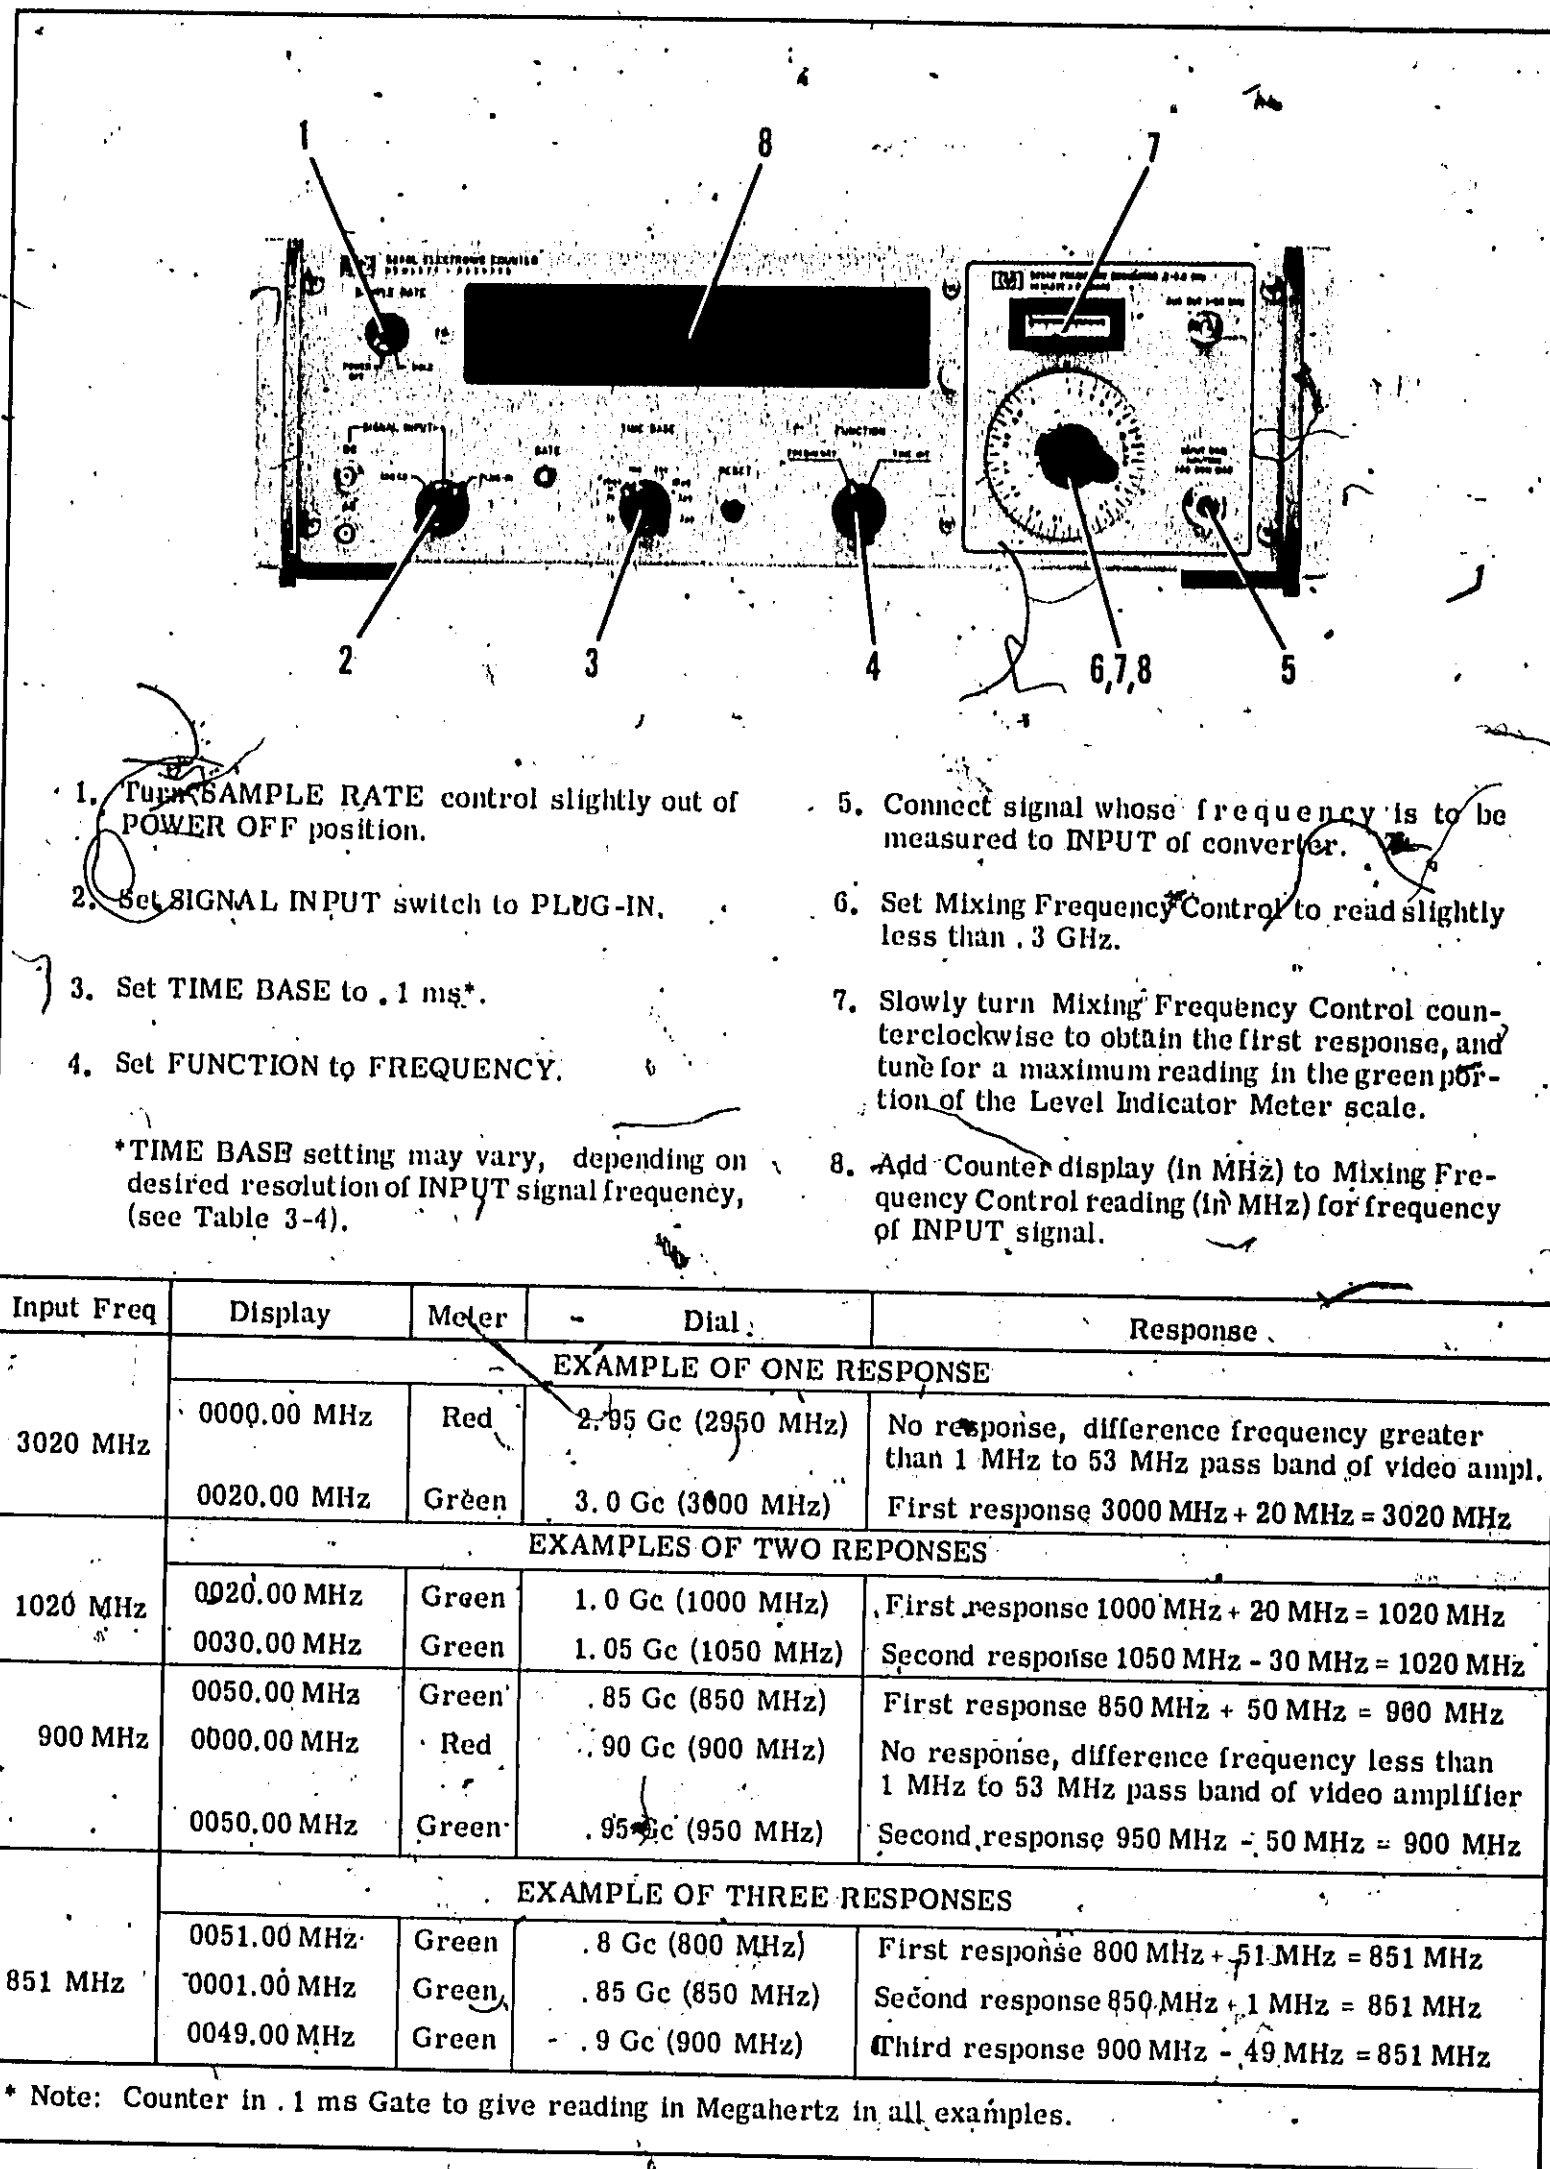 1
8
7
ELECTRONIC COUNTER
SAMPLE RATE
POWER
OFF
HOLD
SIGNAL INPUT
TIME BASE
FUNCTION
GATE
RESET
PLUG-IN
2
3
4
6,7,8
5
1. Turn SAMPLE RATE control slightly out of
POWER OFF position.
2. Set SIGNAL INPUT switch to PLUG-IN.
3. Set TIME BASE to .1 ms*.
4. Set FUNCTION to FREQUENCY.
*TIME BASE setting may vary, depending on
desired resolution of INPUT signal frequency,
(see Table 3-4).
5. Connect signal whose frequency is to be
measured to INPUT of converter.
6. Set Mixing Frequency Control to read slightly
less than .3 GHz.
7. Slowly turn Mixing Frequency Control coun-
terclockwise to obtain the first response, and
tune for a maximum reading in the green por-
tion of the Level Indicator Meter scale.
8. Add Counter display (in MHz) to Mixing Fre-
quency Control reading (in MHz) for frequency
of INPUT signal.
Input Freq Display Meter Dial Response
EXAMPLE OF ONE RESPONSE
3020 MHz
0000.00 MHz Red 2.95 Gc (2950 MHz) No response, difference frequency greater
than 1 MHz to 53 MHz pass band of video ampl.
0020.00 MHz Green 3.0 Gc (3000 MHz) First response 3000 MHz + 20 MHz = 3020 MHz
EXAMPLES OF TWO REPONSES
1020 MHz
0020.00 MHz Green 1.0 Gc (1000 MHz) First response 1000 MHz + 20 MHz = 1020 MHz
0030.00 MHz Green 1.05 Gc (1050 MHz) Second response 1050 MHz - 30 MHz = 1020 MHz
900 MHz
0050.00 MHz Green .85 Gc (850 MHz) First response 850 MHz + 50 MHz = 900 MHz
0000.00 MHz Red .90 Gc (900 MHz) No response, difference frequency less than
1 MHz to 53 MHz pass band of video amplifier
0050.00 MHz Green .95 Gc (950 MHz) Second response 950 MHz - 50 MHz = 900 MHz
EXAMPLE OF THREE RESPONSES
851 MHz
0051.00 MHz Green .8 Gc (800 MHz) First response 800 MHz + 51 MHz = 851 MHz
0001.00 MHz Green .85 Gc (850 MHz) Second response 850 MHz + 1 MHz = 851 MHz
0049.00 MHz Green .9 Gc (900 MHz) Third response 900 MHz - 49 MHz = 851 MHz
* Note: Counter in .1 ms Gate to give reading in Megahertz in all examples.